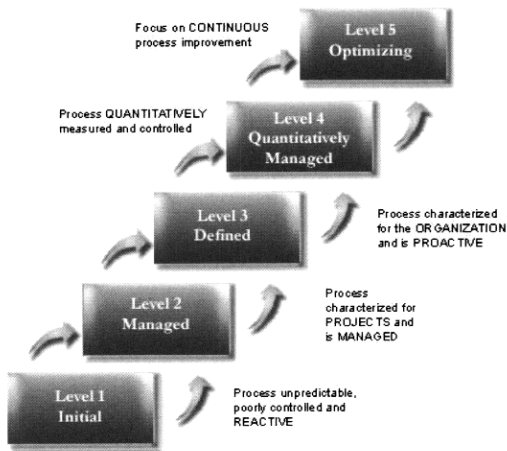 Focus on CONTINUOUS
process improvement
Level 5
Optimizing
Process QUANTITATIVELY
measured and controlled
Level 4
Quantitatively
Managed
Level 3
Defined
Process characterized
for the ORGANIZATION
and is PROACTIVE
Level 2
Managed
Process
characterized for
PROJECTS and
is MANAGED
Level 1
Initial
Process unpredictable,
poorly controlled and
REACTIVE